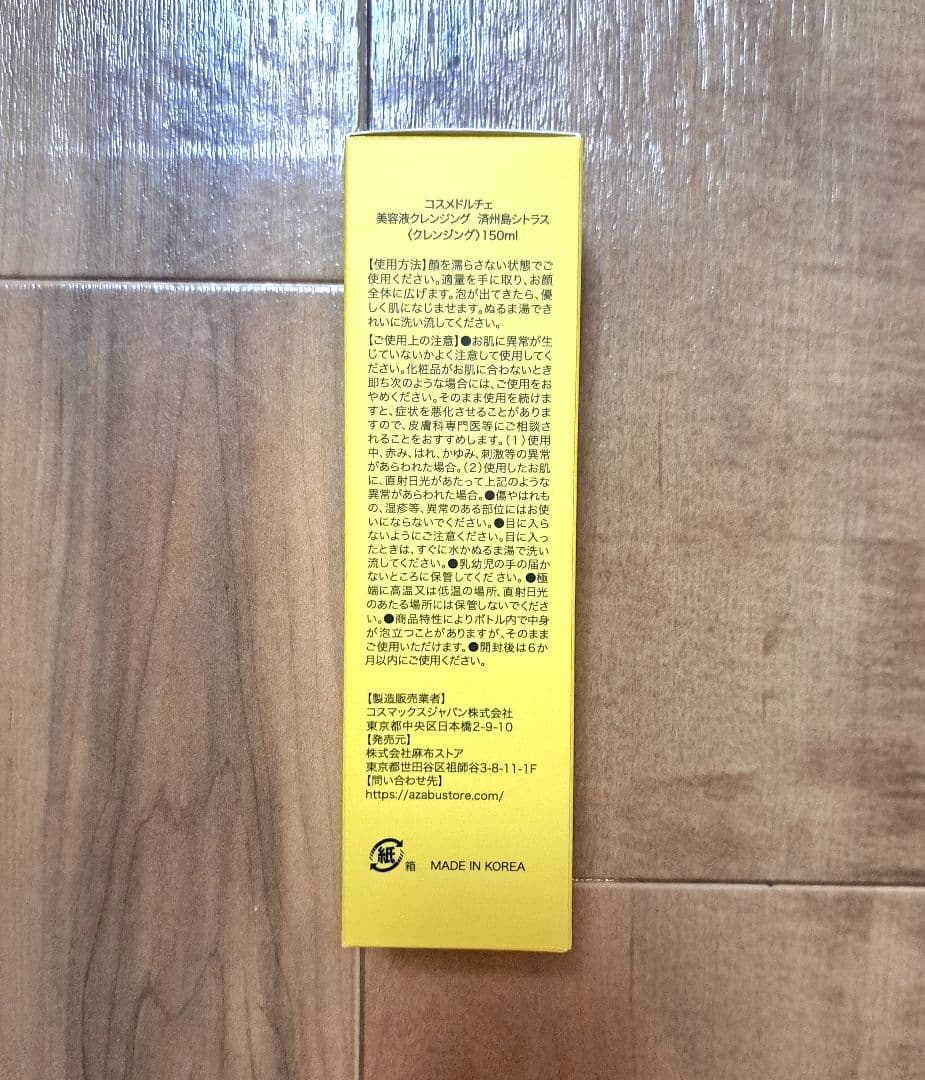 コスメドルチェ
美容液クレンジング 済州島シトラス
〈クレンジング〉150ml
【使用方法】顔を濡らさない状態でご
使用ください。適量を手に取り、お顔
全体に広げます。泡が出てきたら、優
しく肌になじませます。ぬるま湯でき
れいに洗い流してください。
【ご使用上の注意】●お肌に異常が生
じていないかよく注意して使用してく
ださい。化粧品がお肌に合わないとき
即ち次のような場合には、ご使用をお
やめください。そのまま使用を続けま
すと、症状を悪化させることがありま
すので、皮膚科専門医等にご相談さ
れることをおすすめします。（1）使用
中、赤み、はれ、かゆみ、刺激等の異常
があらわれた場合。（2）使用したお肌
に、直射日光があたって上記のような
異常があらわれた場合。●傷やはれも
の、湿疹等、異常のある部位にはお使
いにならないでください。●目に入ら
ないようにご注意ください。目に入っ
たときは、すぐに水かぬるま湯で洗い
流してください。●乳幼児の手の届か
ないところに保管してください。●極
端に高温又は低温の場所、直射日光
のあたる場所には保管しないでくださ
い。●商品特性によりボトル内で中身
が泡立つことがありますが、そのまま
ご使用いただけます。●開封後は6か
月以内にご使用ください。
【製造販売業者】
コスマックスジャパン株式会社
東京都中央区日本橋2-9-10
【発売元】
株式会社麻布ストア
東京都世田谷区祖師谷3-8-11-1F
【問い合わせ先】
https://azabustore.com/
紙 箱 MADE IN KOREA